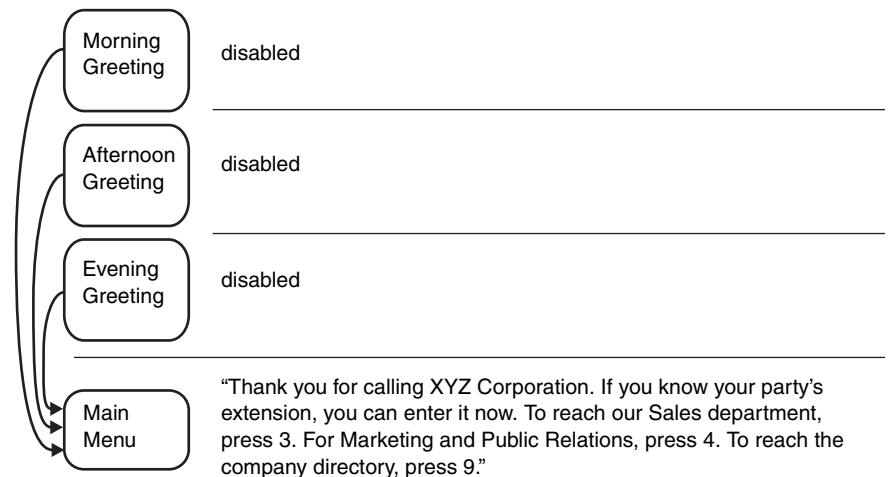 Morning
Greeting
disabled
Afternoon
Greeting
disabled
Evening
Greeting
disabled
Main
Menu
“Thank you for calling XYZ Corporation. If you know your party’s
extension, you can enter it now. To reach our Sales department,
press 3. For Marketing and Public Relations, press 4. To reach the
company directory, press 9.”